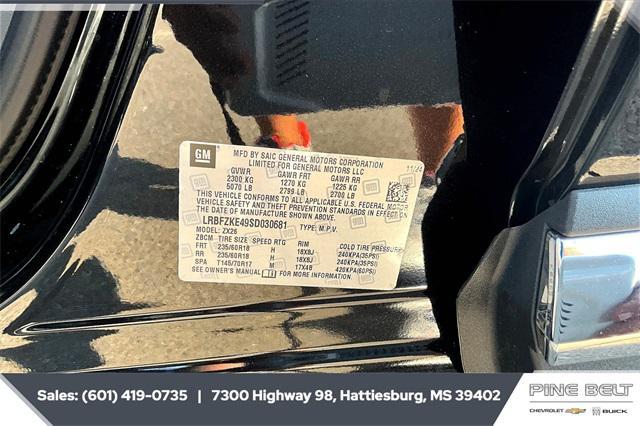 GM
MFD BY SAIC GENERAL MOTORS CORPORATION
LIMITED FOR GENERAL MOTORS LLC
11/24
GVWR GAWR FRT GAWR RR
2300 KG 1270 KG 1225 KG
5070 LB 2799 LB 2700 LB
THIS VEHICLE CONFORMS TO ALL APPLICABLE U.S. FEDERAL MOTOR
VEHICLE SAFETY AND THEFT PREVENTION STANDARDS IN EFFECT ON
THE DATE OF MANUFACTURE SHOWN ABOVE.
LRBFZKE49SD030681 TYPE: M.P.V.
MODEL: ZX26
ZBCM TIRE SIZE SPEED RTG RIM COLD TIRE PRESSURE
FRT 235/60R18 H 18X8J 240KPA(35PSI)
RR 235/60R18 H 18X8J 240KPA(35PSI)
SPA T145/70R17 M 17X4B 420KPA(60PSI)
SEE OWNER'S MANUAL FOR MORE INFORMATION.
Sales: (601) 419-0735 | 7300 Highway 98, Hattiesburg, MS 39402
PINE BELT
CHEVROLET BUICK